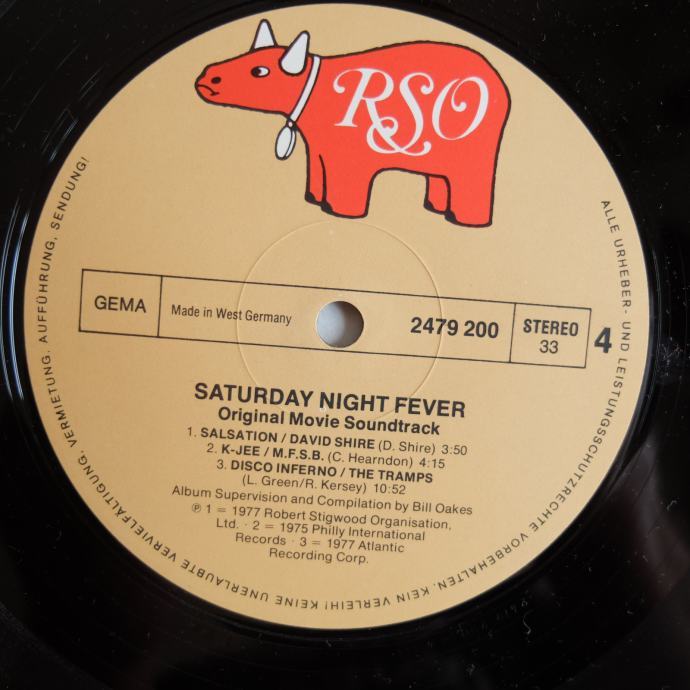 RSO
GEMA
Made in West Germany
2479 200
STEREO
33
4
SATURDAY NIGHT FEVER
Original Movie Soundtrack
1. SALSATION / DAVID SHIRE (D. Shire) 3:50
2. K-JEE / M.F.S.B. (C. Hearndon) 4:15
3. DISCO INFERNO / THE TRAMPS
(L. Green/R. Kersey) 10:52
Album Supervision and Compilation by Bill Oakes
℗ 1 = 1977 Robert Stigwood Organisation,
Ltd. · 2 = 1975 Philly International
Records · 3 = 1977 Atlantic
Recording Corp.
ALLE URHEBER- UND LEISTUNGSSCHUTZRECHTE VORBEHALTEN. KEIN VERLEIH! KEINE UNERLAUBTE VERVIELFÄLTIGUNG, VERMIETUNG, AUFFÜHRUNG, SENDUNG!